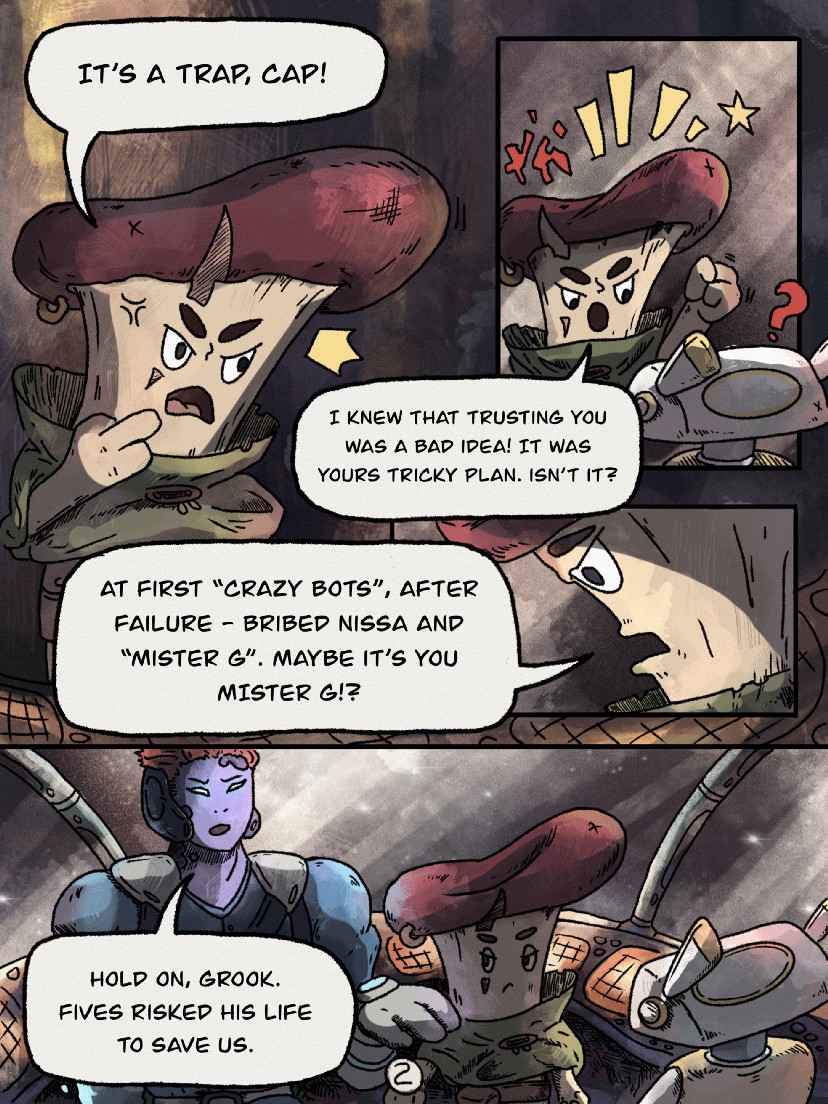 IT'S A TRAP, CAP!
I KNEW THAT TRUSTING YOU
WAS A BAD IDEA! IT WAS
YOURS TRICKY PLAN. ISN'T IT?
?
AT FIRST "CRAZY BOTS", AFTER
FAILURE - BRIBED NISSA AND
"MISTER G". MAYBE IT'S YOU
MISTER G!?
HOLD ON, GROOK.
FIVES RISKED HIS LIFE
TO SAVE US.
2